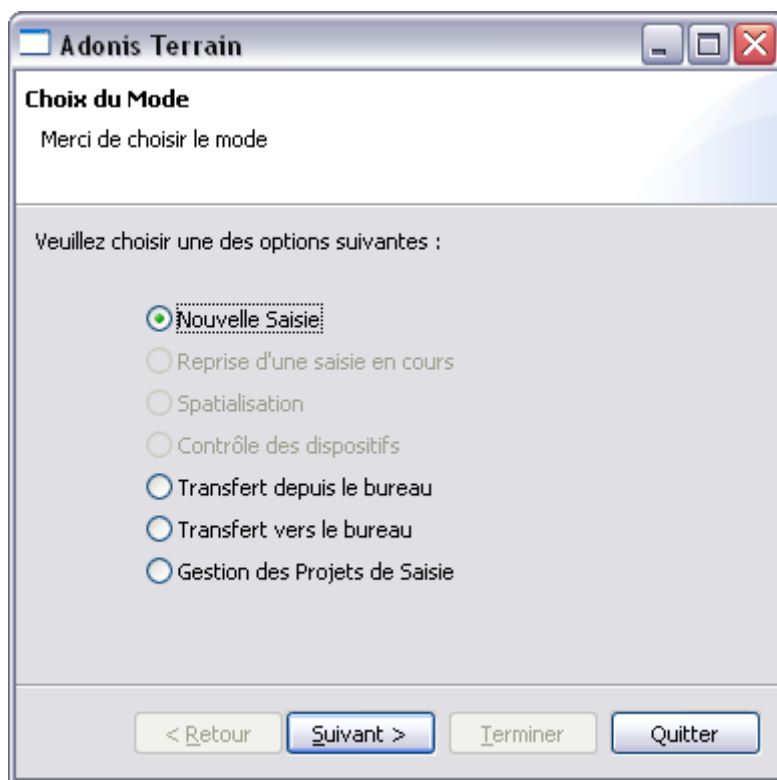 Adonis Terrain
Choix du Mode
Merci de choisir le mode
Veuillez choisir une des options suivantes :
Nouvelle Saisie
Reprise d'une saisie en cours
Spatialisation
Contrôle des dispositifs
Transfert depuis le bureau
Transfert vers le bureau
Gestion des Projets de Saisie
< Retour Suivant > Terminer Quitter